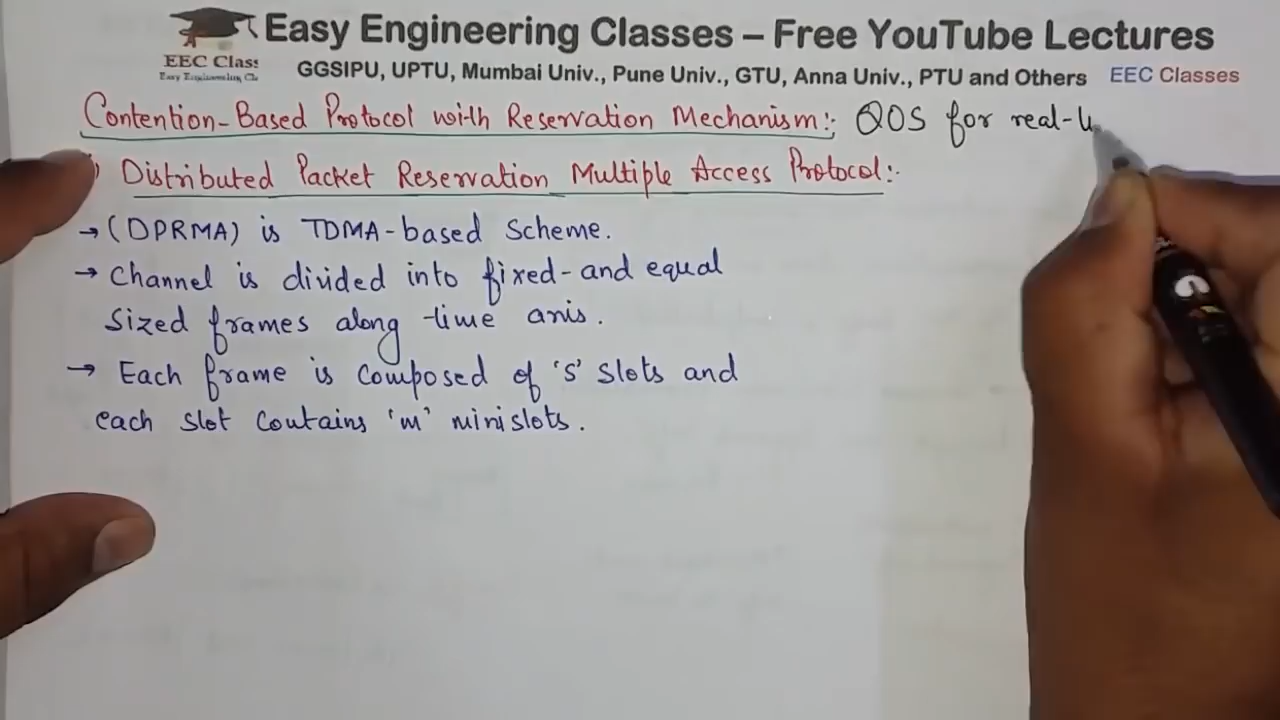 Easy Engineering Classes – Free YouTube Lectures
EEC Class
GGSIPU, UPTU, Mumbai Univ., Pune Univ., GTU, Anna Univ., PTU and Others EEC Classes
Contention-Based Protocol with Reservation Mechanism:- QOS for real-
Distributed Packet Reservation Multiple Access Protocol:-
→ (DPRMA) is TDMA-based Scheme.
→ Channel is divided into fixed-and equal
sized frames along time axis.
→ Each frame is composed of 's' slots and
each slot contains 'm' minislots.